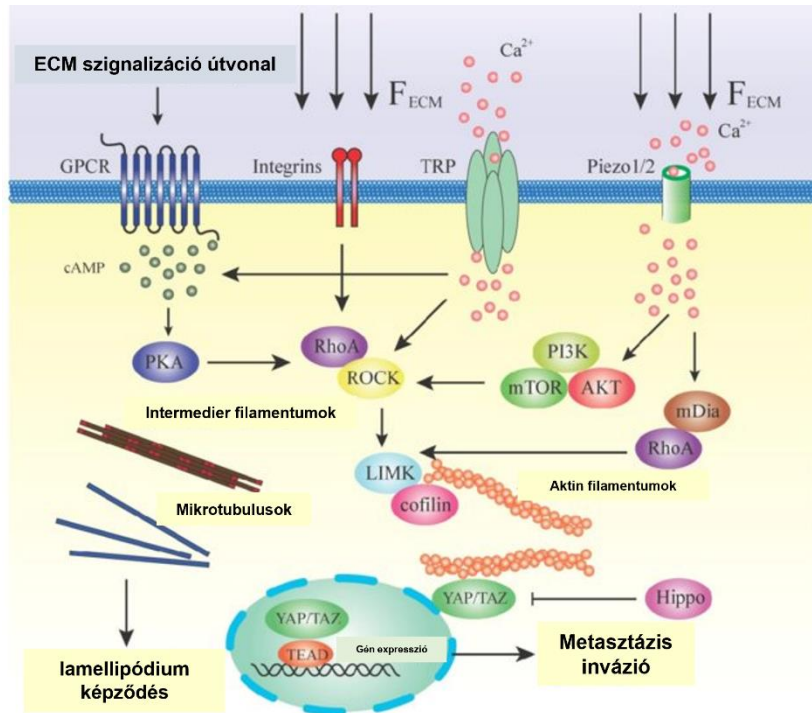 ECM szignalizáció útvonal
F ECM
Ca²⁺
F ECM
Ca²⁺
GPCR
Integrins
TRP
Piezo1/2
cAMP
PKA
RhoA
ROCK
PI3K
mTOR
AKT
mDia
RhoA
Intermedier filamentumok
LIMK
cofilin
Aktin filamentumok
Mikrotubulusok
YAP/TAZ
Hippo
YAP/TAZ
TEAD
Gén expresszió
Metasztázis
invázió
lamellipódium
képződés